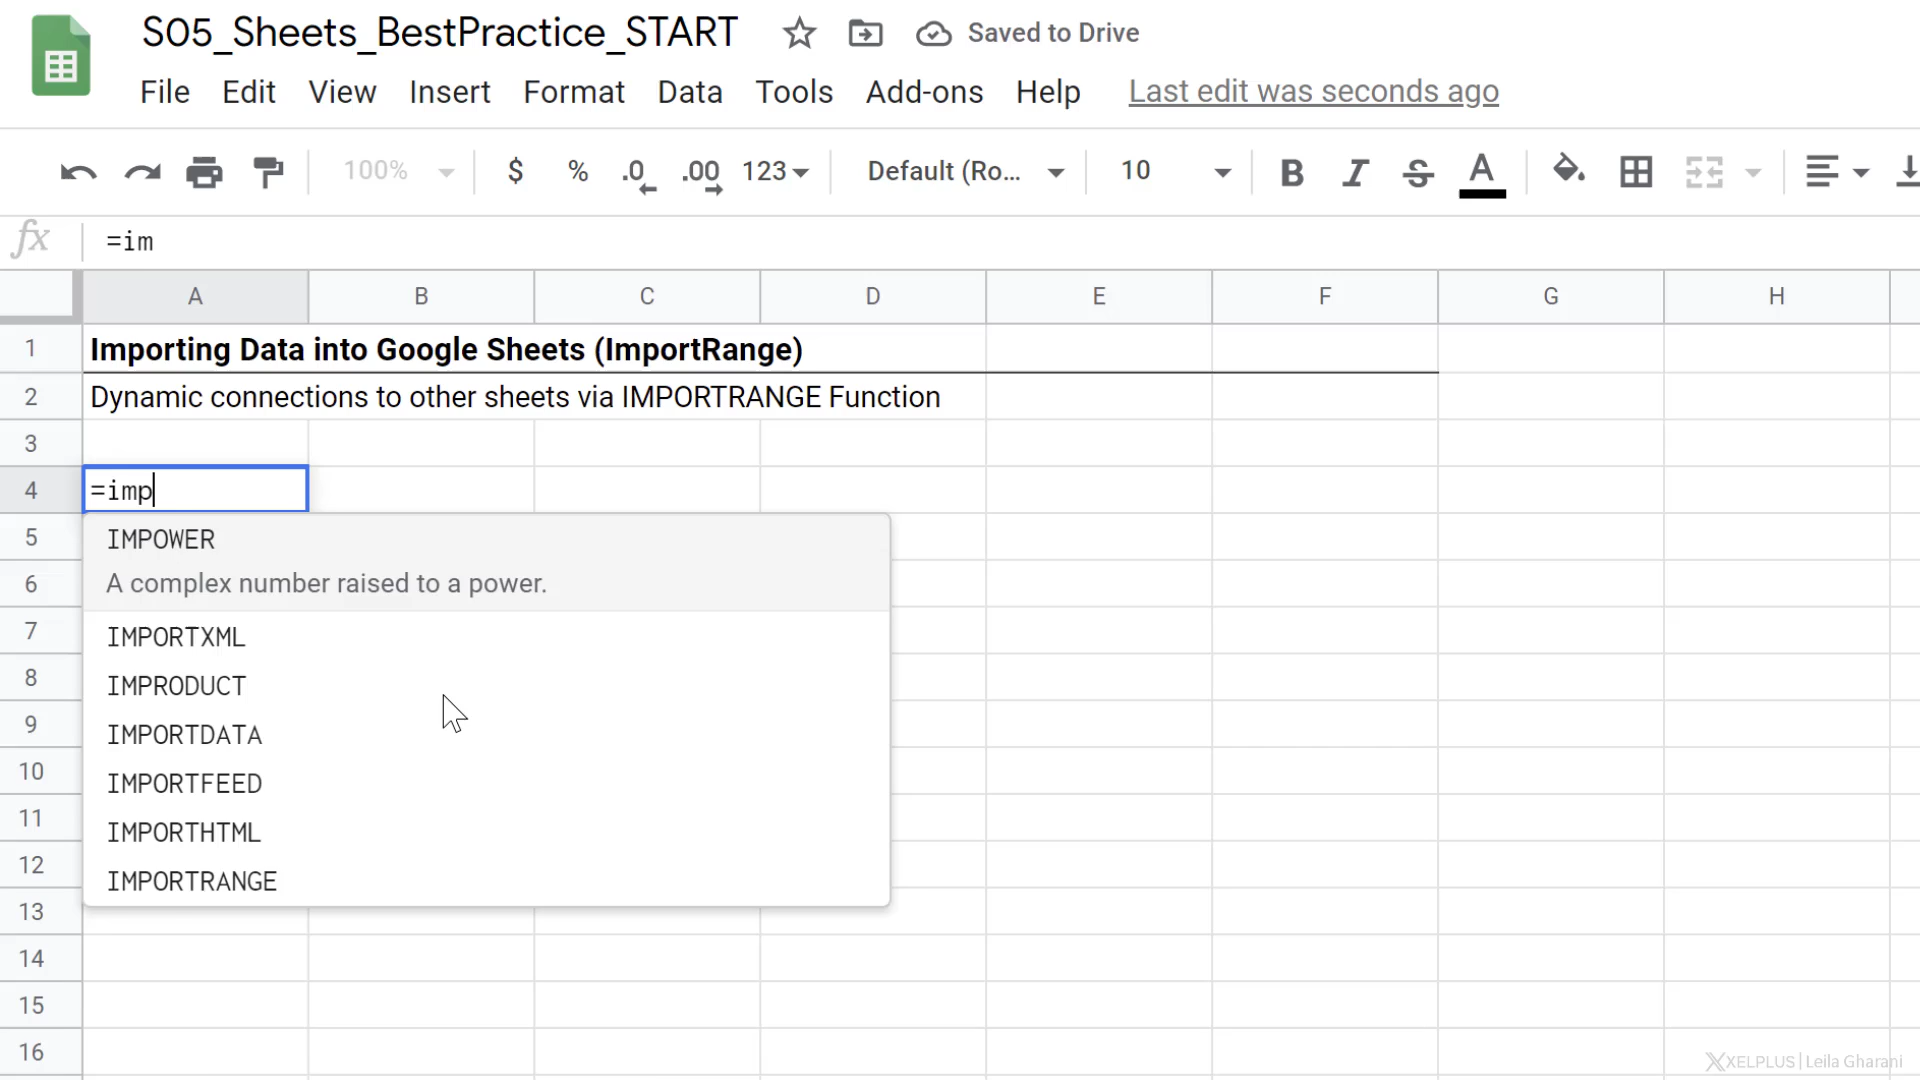 S05_Sheets_BestPractice_START Saved to Drive
File Edit View Insert Format Data Tools Add-ons Help Last edit was seconds ago
100% $ % .0 .00 123 Default (Ro... 10 B I S A
fx =im
A B C D E F G H
1 Importing Data into Google Sheets (ImportRange)
2 Dynamic connections to other sheets via IMPORTRANGE Function
3
4 =imp
5 IMPOWER
6 A complex number raised to a power.
7 IMPORTXML
8 IMPRODUCT
9 IMPORTDATA
10 IMPORTFEED
11 IMPORTHTML
12 IMPORTRANGE
13
14
15
16
XELPLUS | Leila Gharani